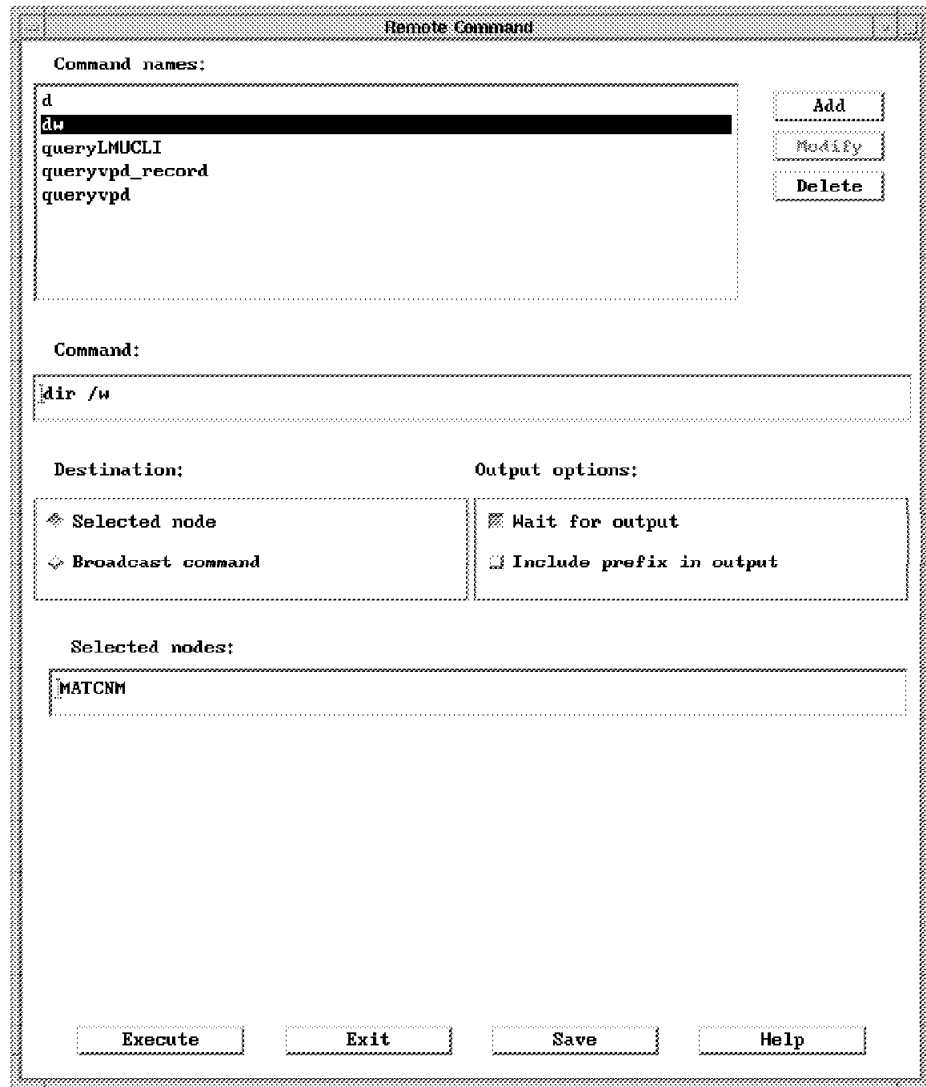 Remote Command
Command names:
d
dw
queryLMUCLI
queryvpd_record
queryvpd
Add
Modify
Delete
Command:
dir /w
Destination:
Output options:
Selected node
Wait for output
Broadcast command
Include prefix in output
Selected nodes:
MATCNM
Execute Exit Save Help